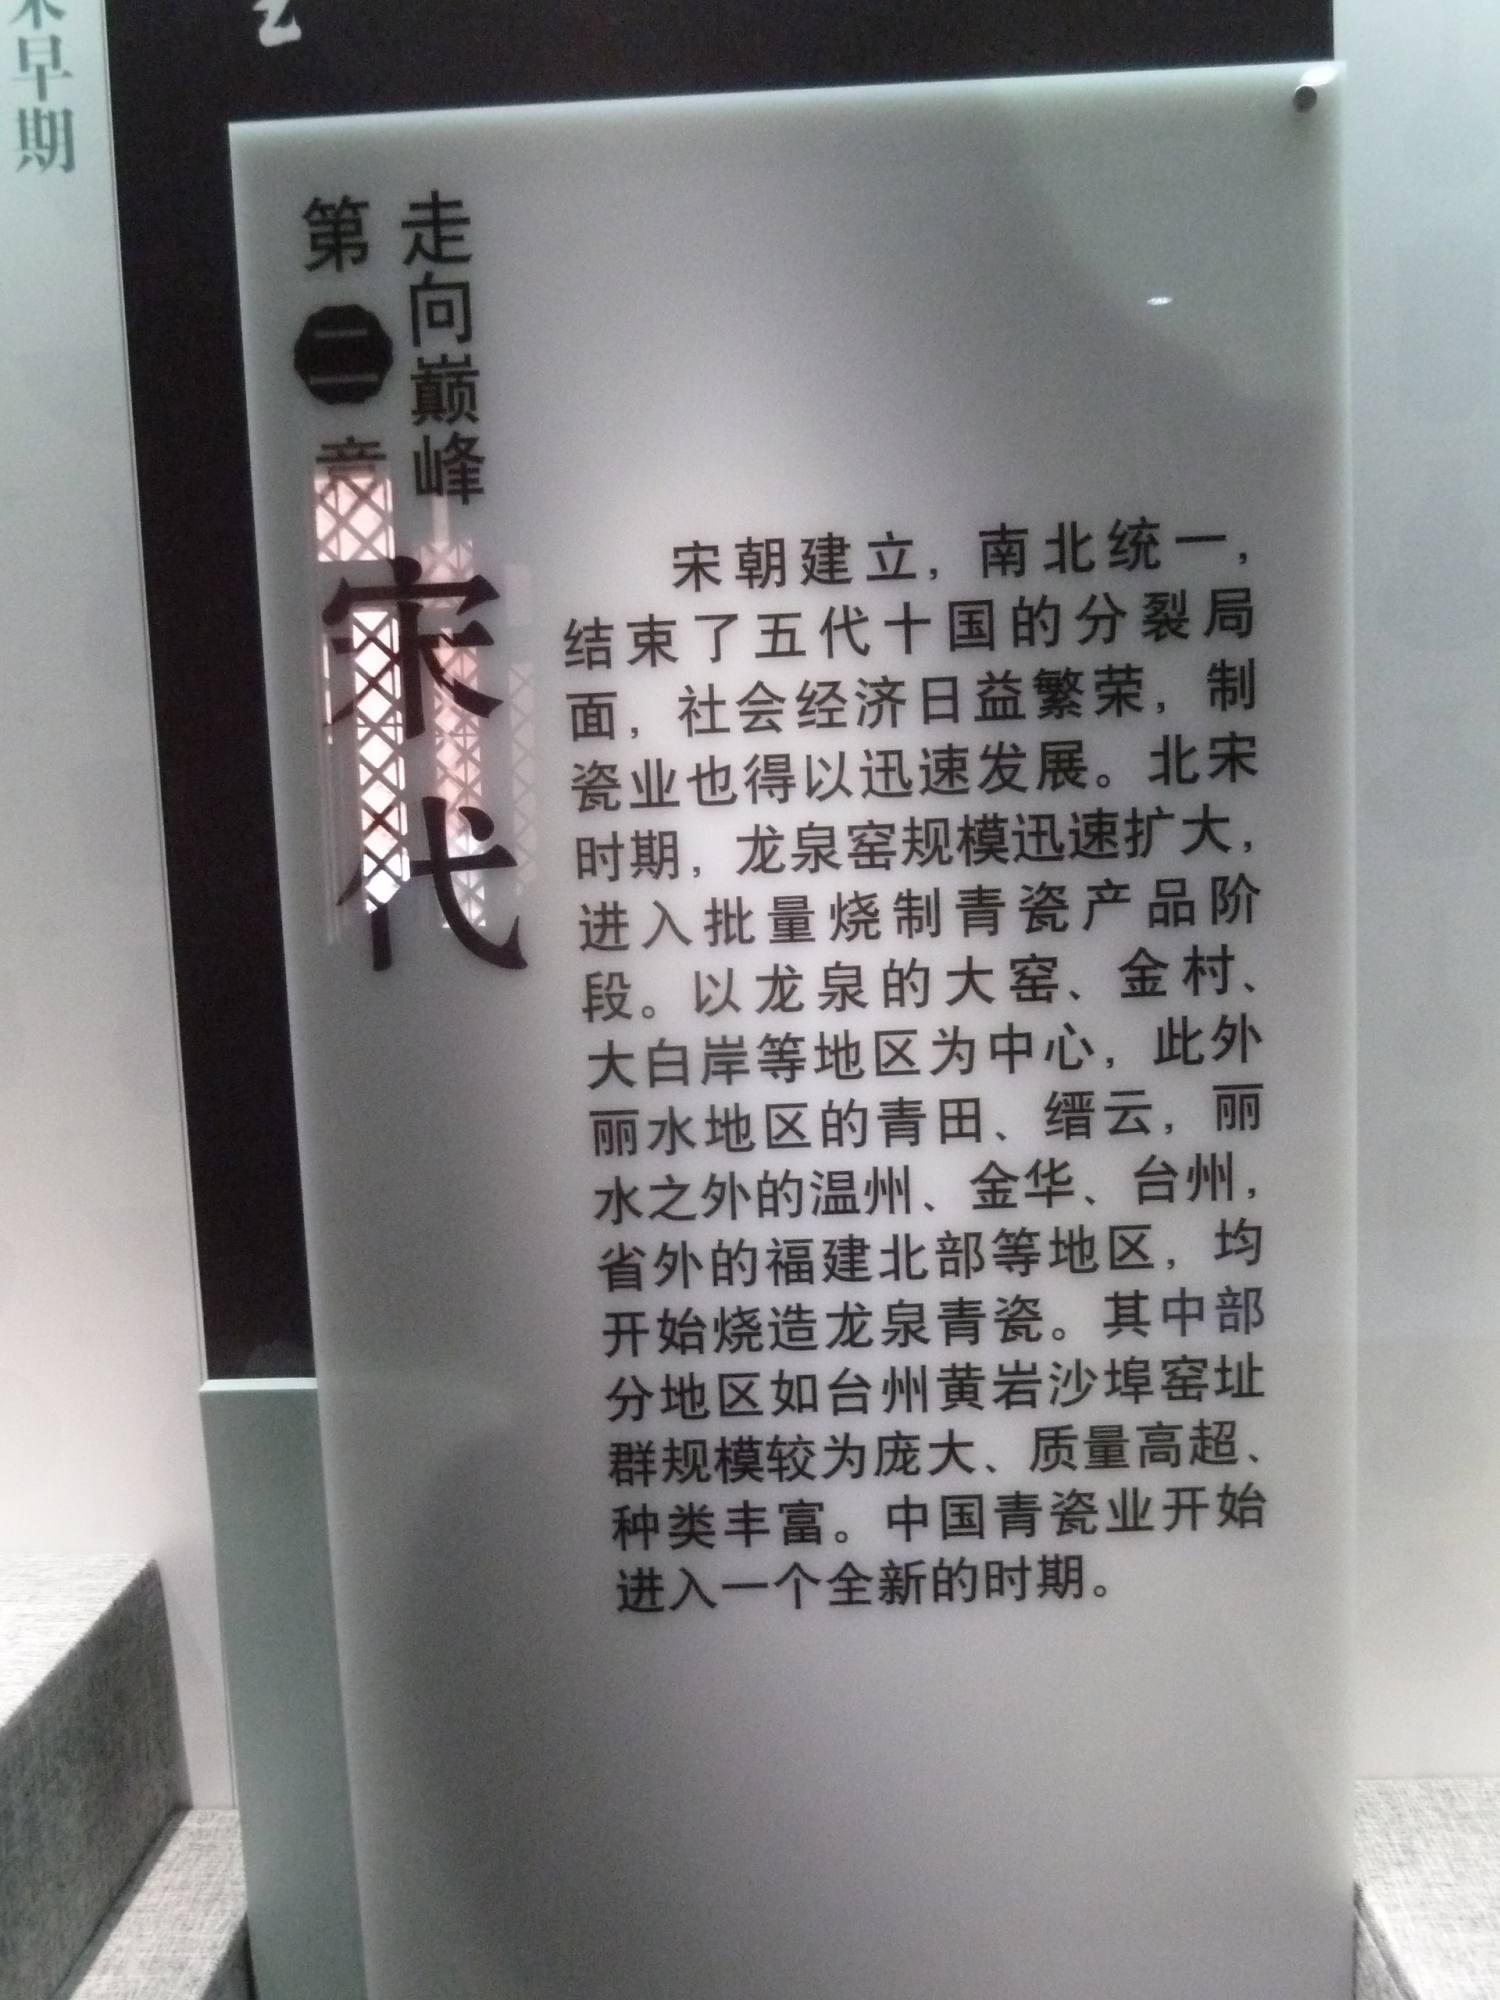 早期
第二章
走向巅峰
宋代
宋朝建立，南北统一，
结束了五代十国的分裂局
面，社会经济日益繁荣，制
瓷业也得以迅速发展。北宋
时期，龙泉窑规模迅速扩大，
进入批量烧制青瓷产品阶
段。以龙泉的大窑、金村、
大白岸等地区为中心，此外
丽水地区的青田、缙云，丽
水之外的温州、金华、台州，
省外的福建北部等地区，均
开始烧造龙泉青瓷。其中部
分地区如台州黄岩沙埠窑址
群规模较为庞大、质量高超、
种类丰富。中国青瓷业开始
进入一个全新的时期。